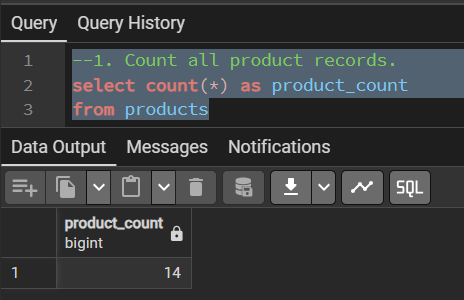 Query Query History
1 --1. Count all product records.
2 select count(*) as product_count
3 from products
Data Output Messages Notifications
SQL
product_count
bigint
1 14